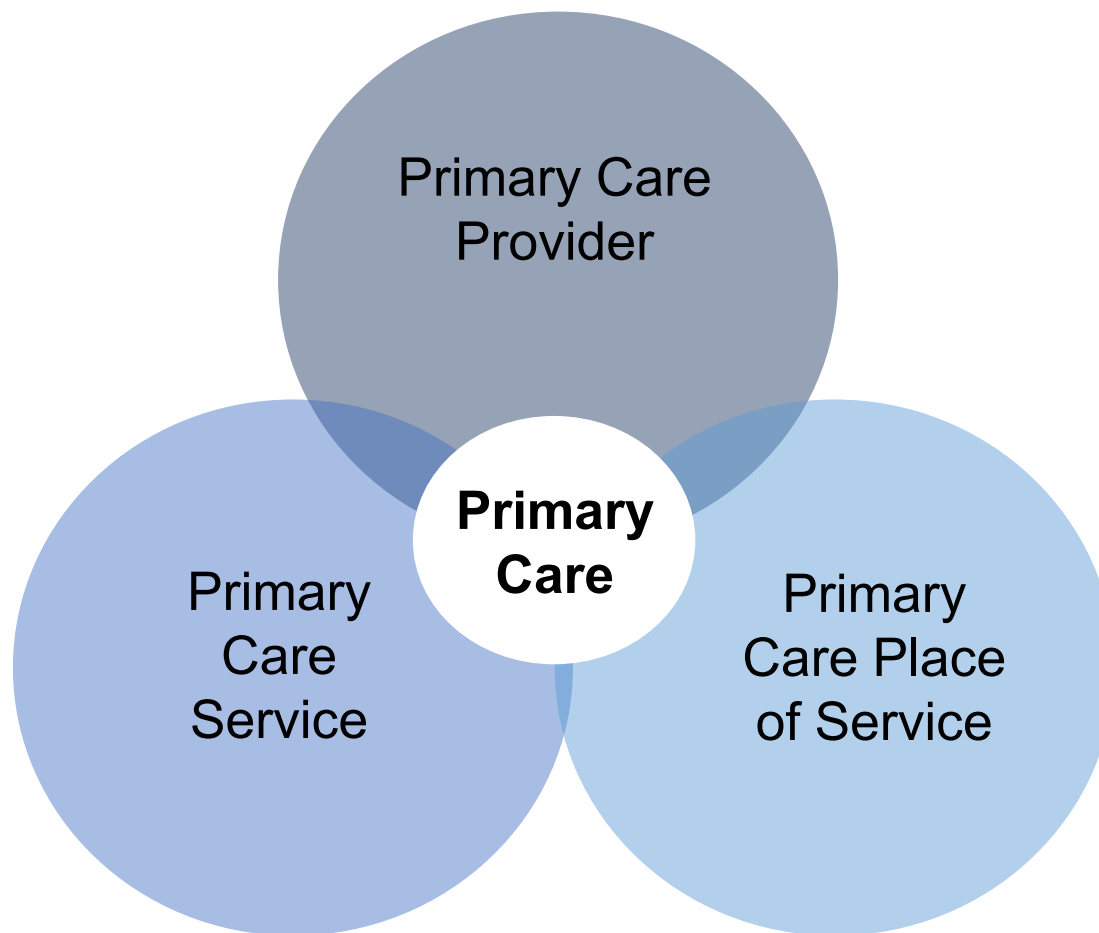 Primary Care
Provider
Primary
Care
Primary
Care
Service
Primary
Care Place
of Service